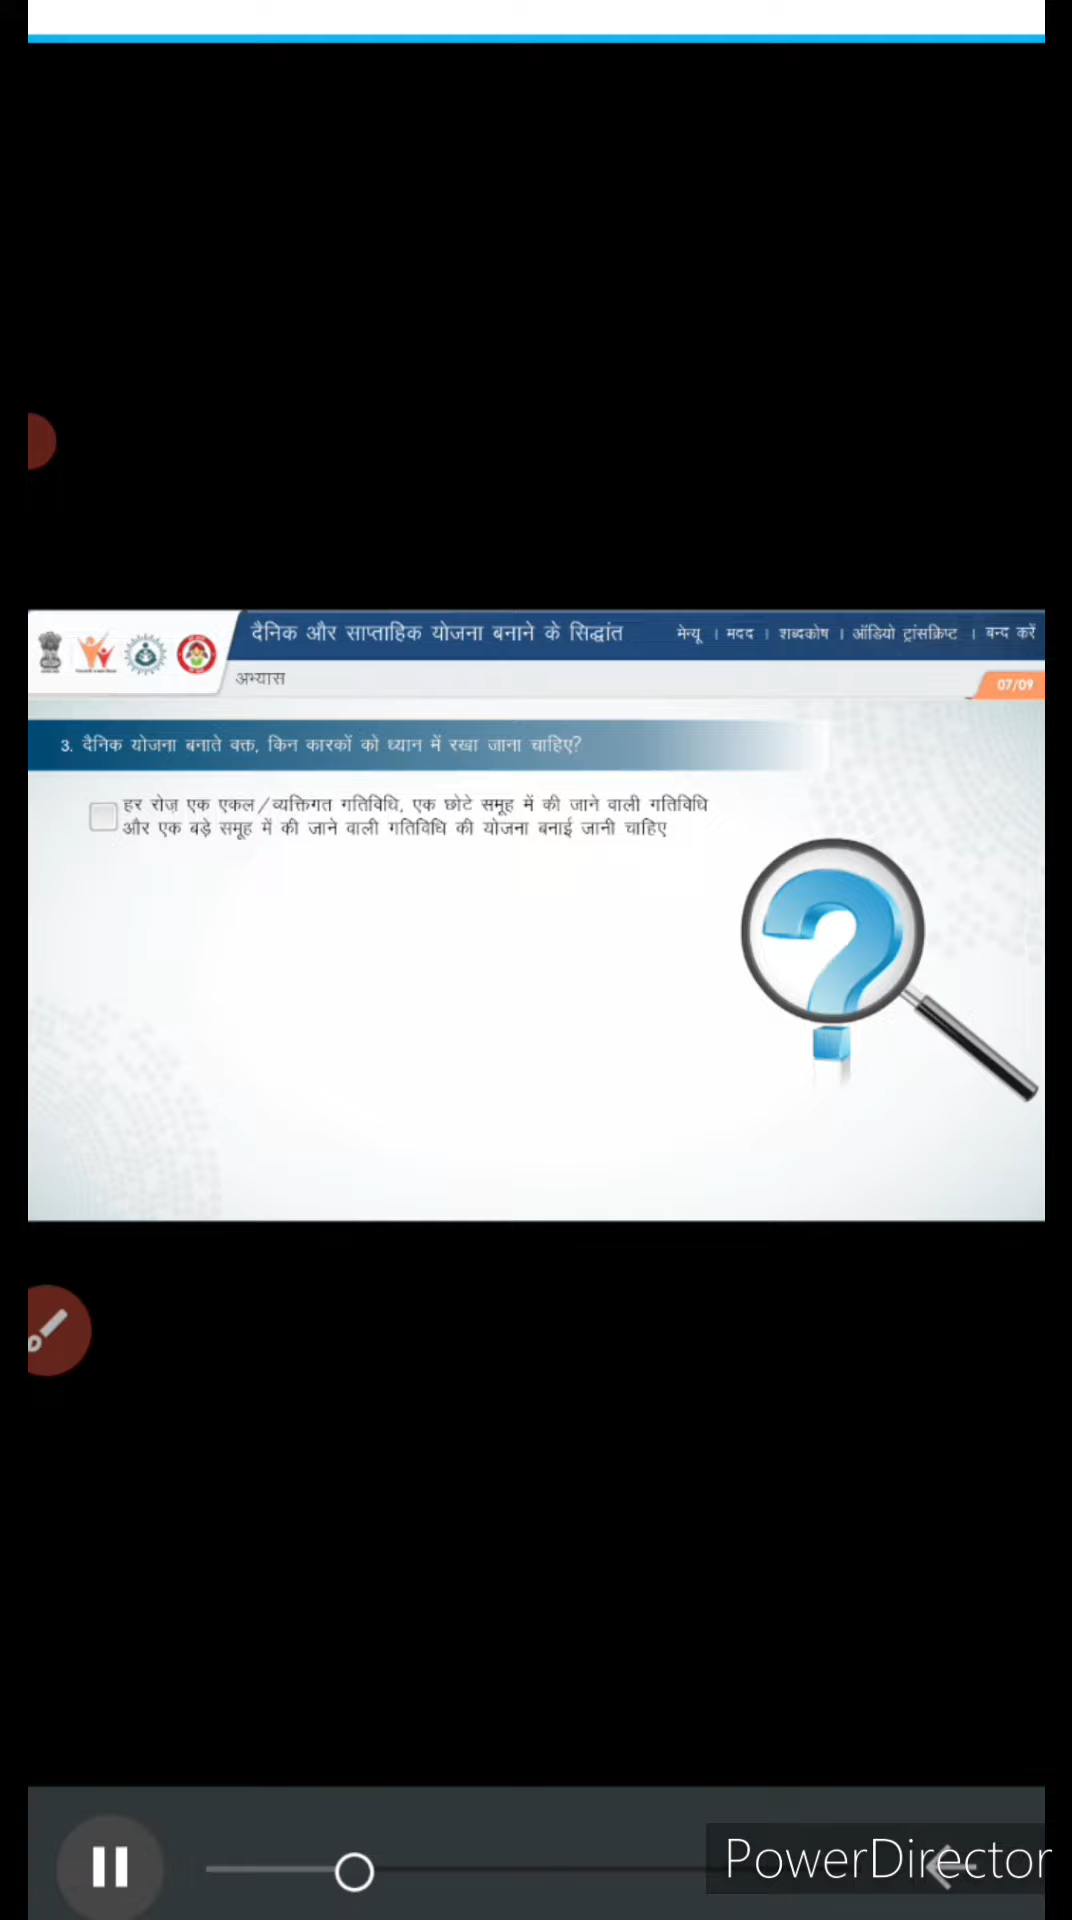 दैनिक और साप्ताहिक योजना बनाने के सिद्धांत
मेन्यू | मदद | शब्दकोष | ऑडियो ट्रांसक्रिप्ट | बन्द करें
अभ्यास
07/09
3. दैनिक योजना बनाते वक्त, किन कारकों को ध्यान में रखा जाना चाहिए?
हर रोज़ एक एकल/व्यक्तिगत गतिविधि, एक छोटे समूह में की जाने वाली गतिविधि
और एक बड़े समूह में की जाने वाली गतिविधि की योजना बनाई जानी चाहिए
PowerDirector